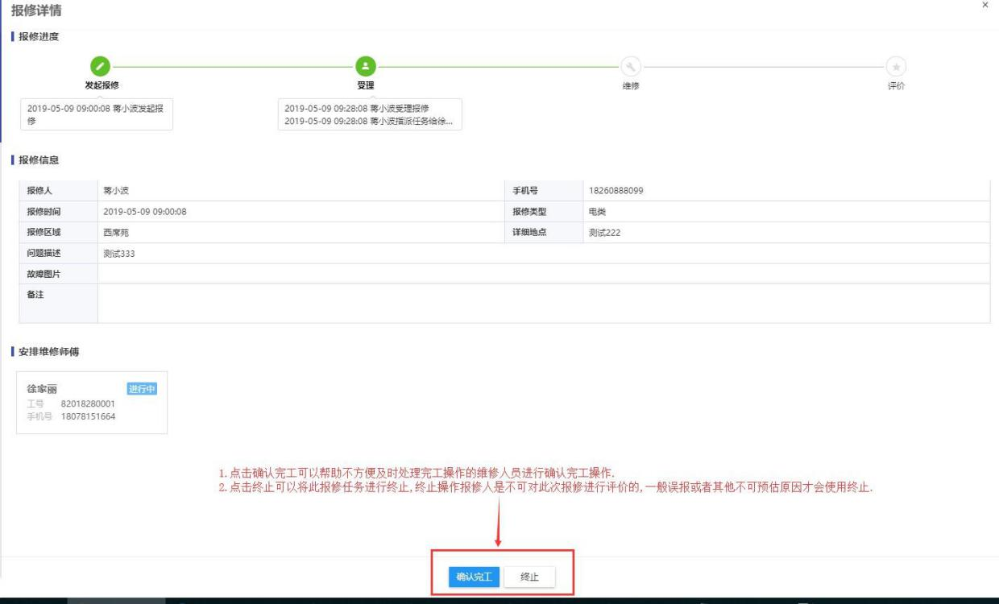 报修详情
×
报修进度
发起报修
受理
维修
评价
2019-05-09 09:00:08 蒋小波发起报
修
2019-05-09 09:28:08 蒋小波受理报修
2019-05-09 09:28:08 蒋小波指派任务给徐...
报修信息
报修人 蒋小波 手机号 18260888099
报修时间 2019-05-09 09:00:08 报修类型 电类
报修区域 西席苑 详细地点 测试222
问题描述 测试333
故障图片
备注
安排维修师傅
徐家丽 进行中
工号 82018280001
手机号 18078151664
1.点击确认完工可以帮助不方便及时处理完工操作的维修人员进行确认完工操作.
2.点击终止可以将此报修任务进行终止,终止操作报修人是不可对此次报修进行评价的,一般误报或者其他不可预估原因才会使用终止.
确认完工 终止